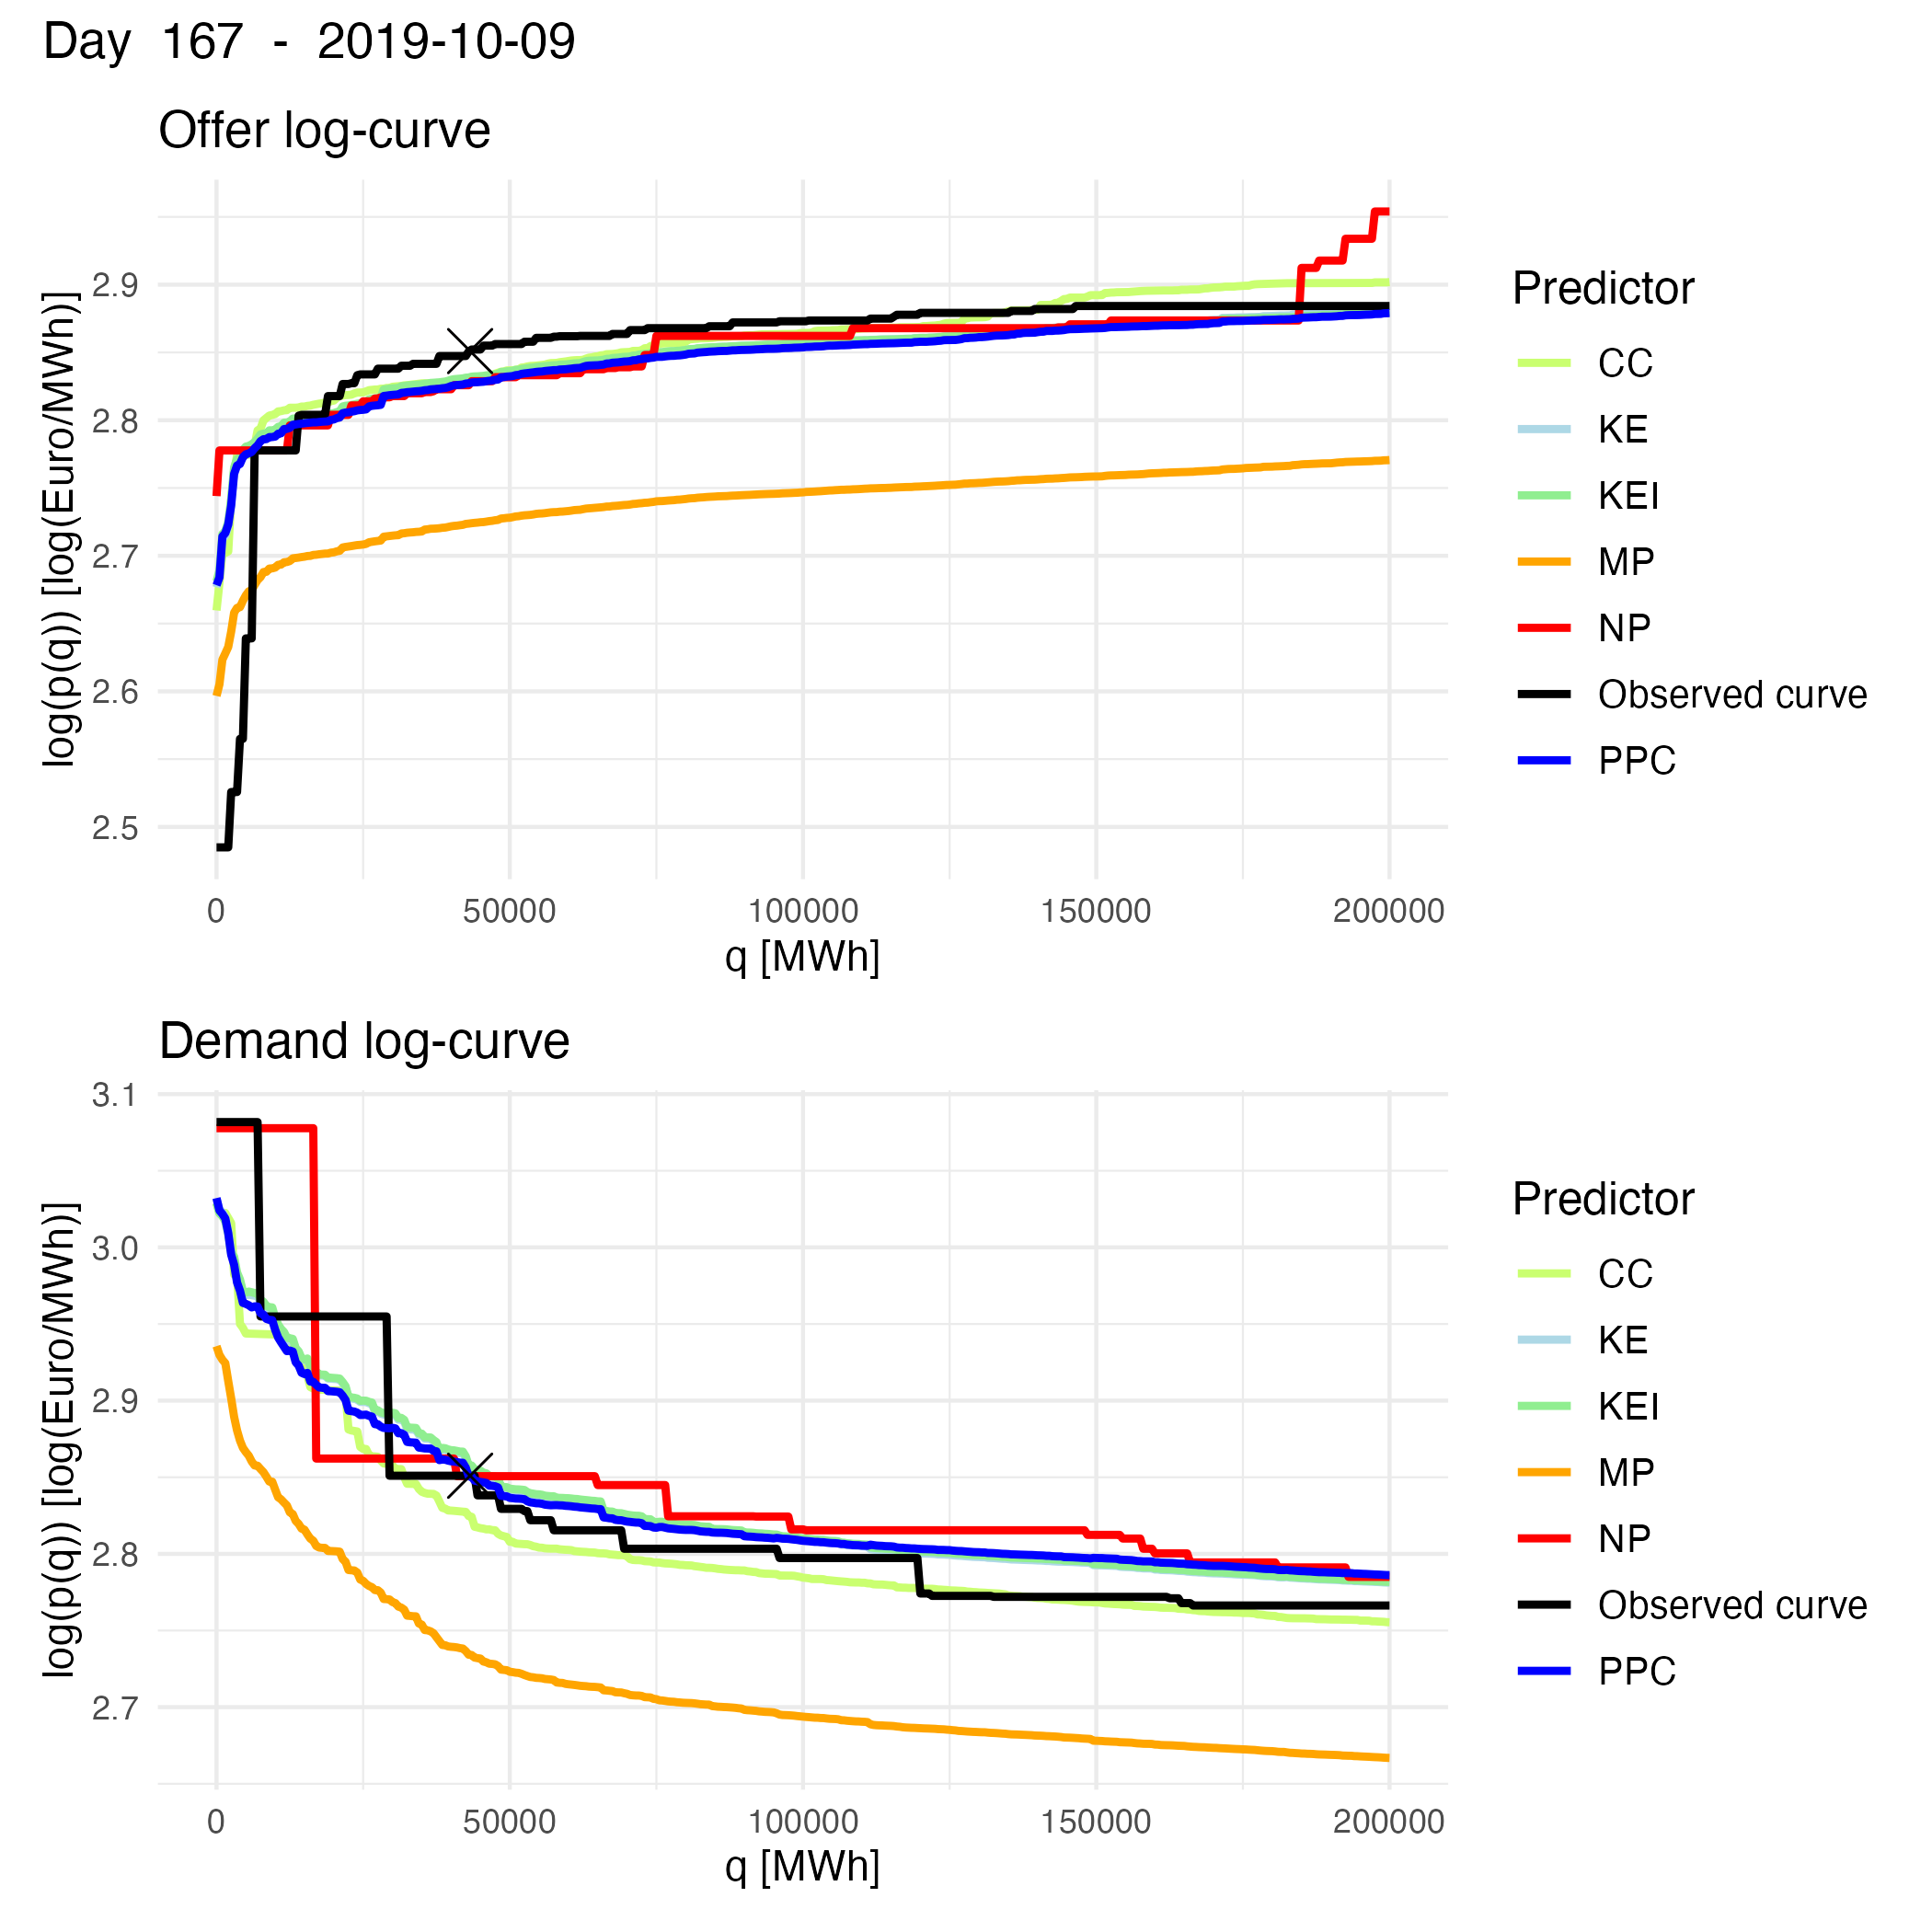 Day 167 - 2019-10-09
Offer log-curve
log(p(q)) [log(Euro/MWh)]
2.9
2.8
2.7
2.6
2.5
0 50000 100000 150000 200000
q [MWh]
Predictor
CC
KE
KEI
MP
NP
Observed curve
PPC
Demand log-curve
log(p(q)) [log(Euro/MWh)]
3.1
3.0
2.9
2.8
2.7
0 50000 100000 150000 200000
q [MWh]
Predictor
CC
KE
KEI
MP
NP
Observed curve
PPC